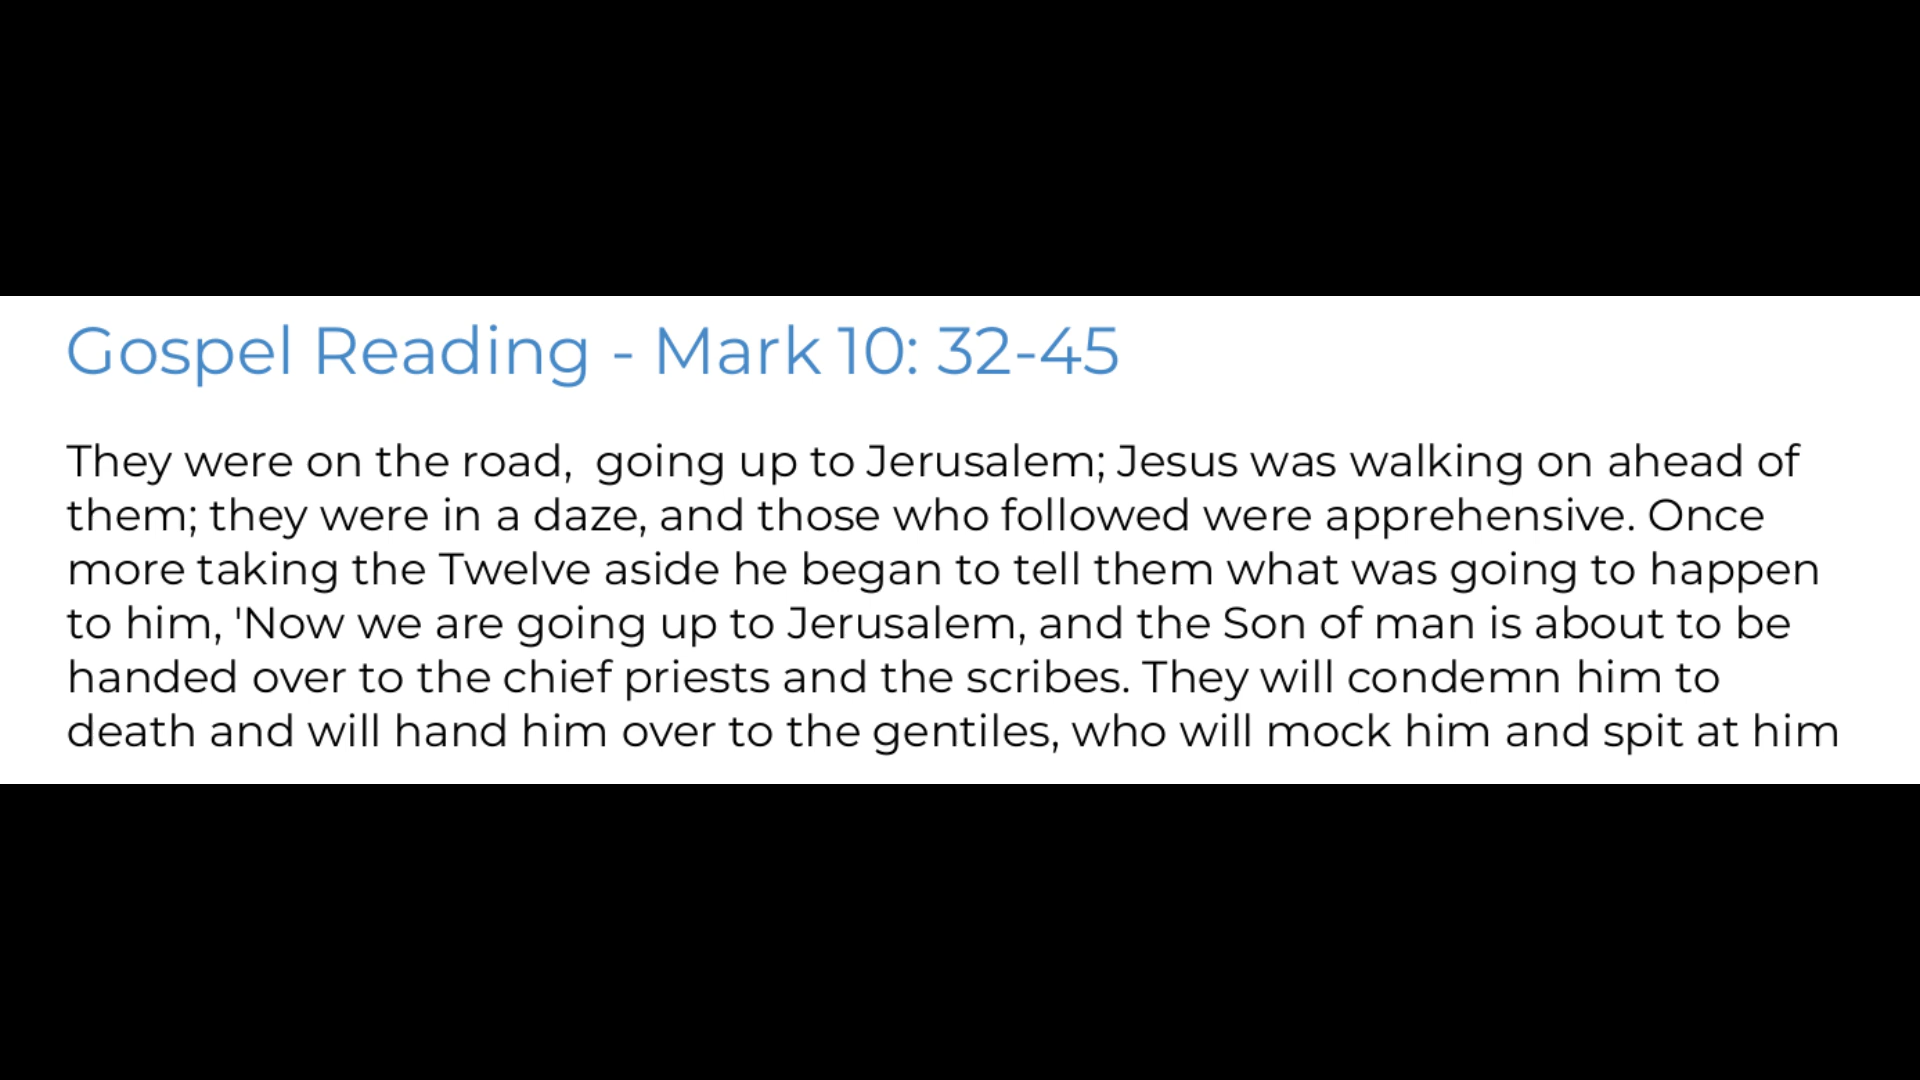 Gospel Reading - Mark 10: 32-45
They were on the road,  going up to Jerusalem; Jesus was walking on ahead of
them; they were in a daze, and those who followed were apprehensive. Once
more taking the Twelve aside he began to tell them what was going to happen
to him, 'Now we are going up to Jerusalem, and the Son of man is about to be
handed over to the chief priests and the scribes. They will condemn him to
death and will hand him over to the gentiles, who will mock him and spit at him